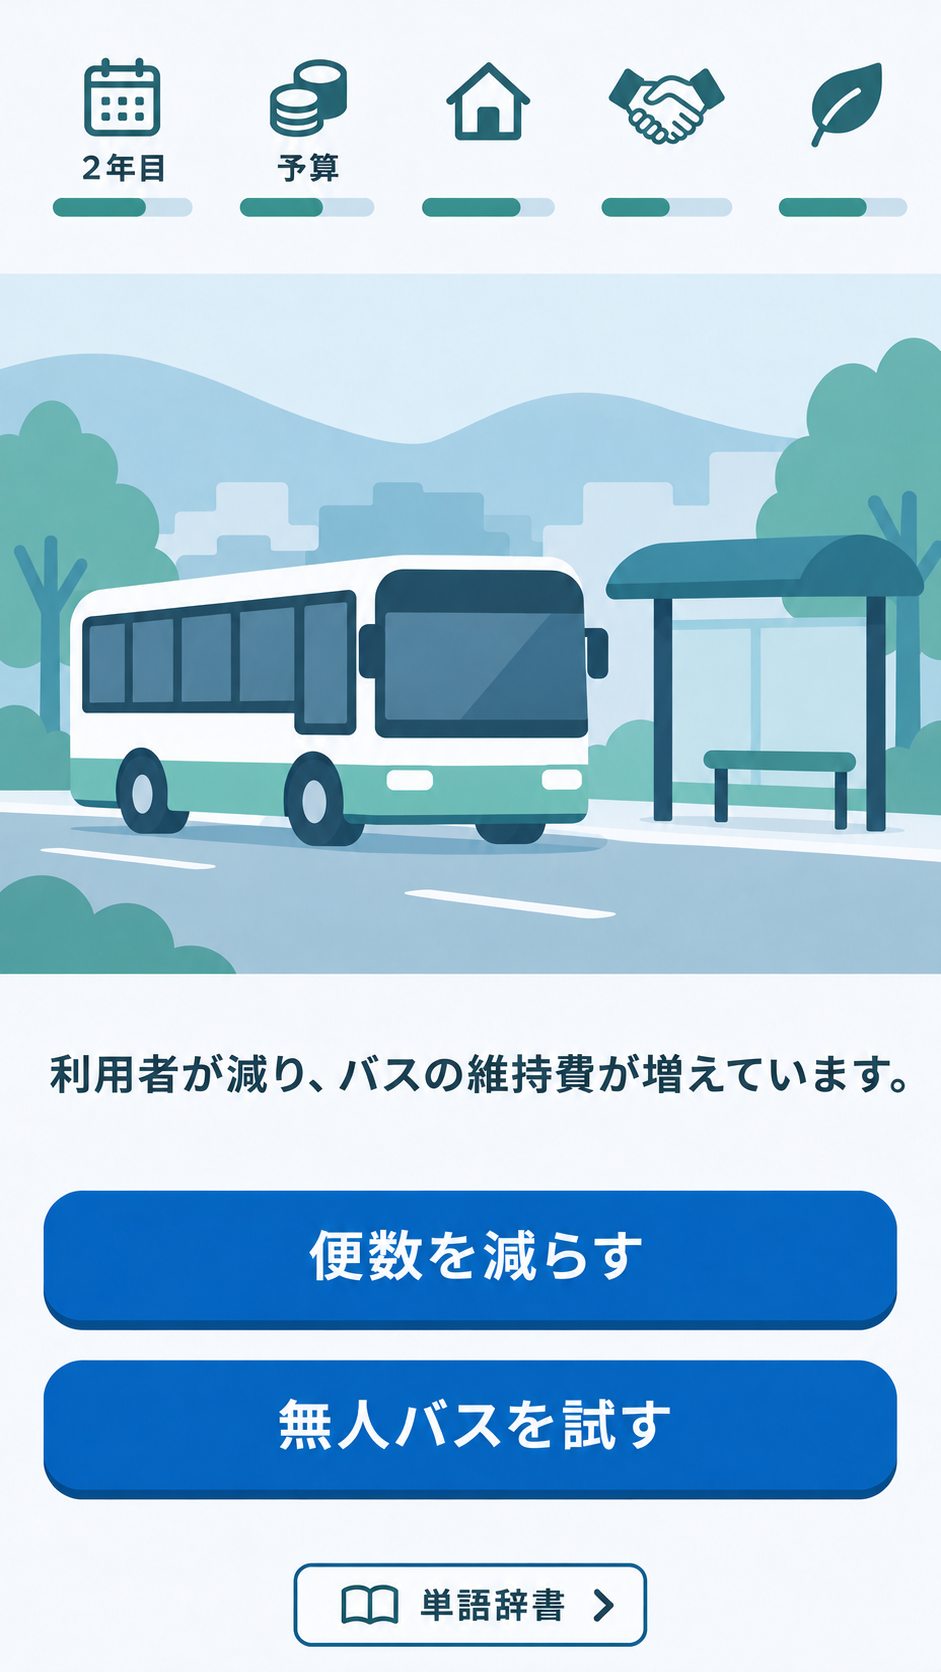 2年目
予算
利用者が減り、バスの維持費が増えています。
便数を減らす
無人バスを試す
単語辞書